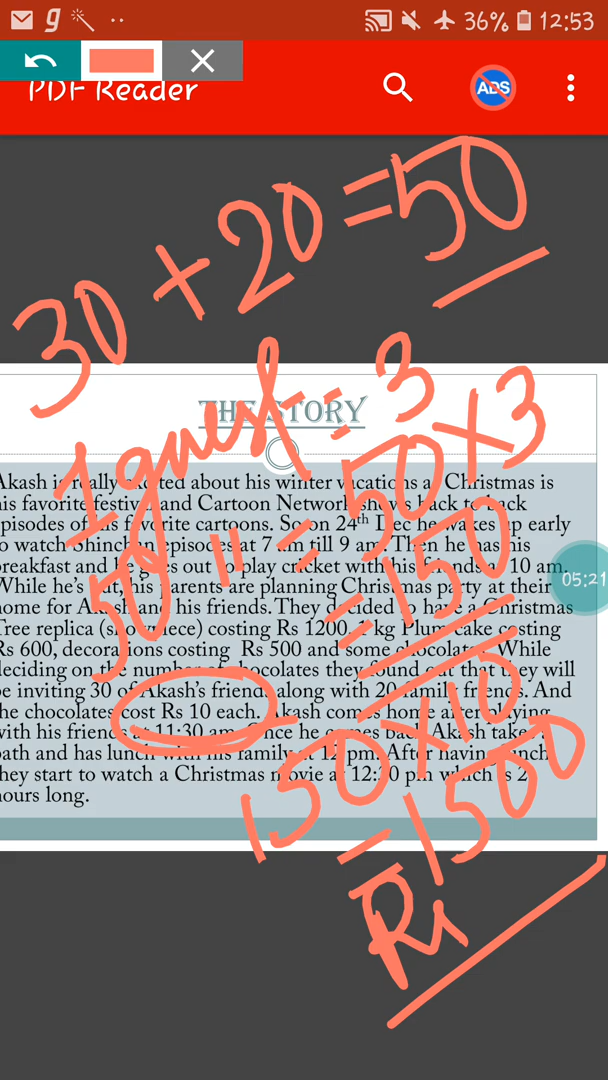 36% 12:53
PDF Reader
ADS
30 + 20 = 50
THE STORY
1 guest = 3
50 " = 50 x 3
= 150
150 x 10
= 1500
Akash is really excited about his winter vacations as Christmas is
his favorite festival and Cartoon Network shows back to back
episodes of his favorite cartoons. So on 24th Dec he wakes up early
to watch Shinchan episodes at 7 am till 9 am. Then he has his
breakfast and he goes out to play cricket with his friends at 10 am.
While he's out, his parents are planning Christmas party at their
home for Akash and his friends. They decided to have a Christmas
Tree replica (showpiece) costing Rs 1200, 1 kg Plum cake costing
Rs 600, decorations costing Rs 500 and some chocolates. While
deciding on the number of chocolates they found out that they will
be inviting 30 of Akash's friends along with 20 family friends. And
the chocolates cost Rs 10 each. Akash comes home after playing
with his friends at 11:30 am. Once he comes back Akash takes
bath and has lunch with his family at 12 pm. After having lunch
they start to watch a Christmas movie at 12:30 pm which is 2
hours long.
05:21